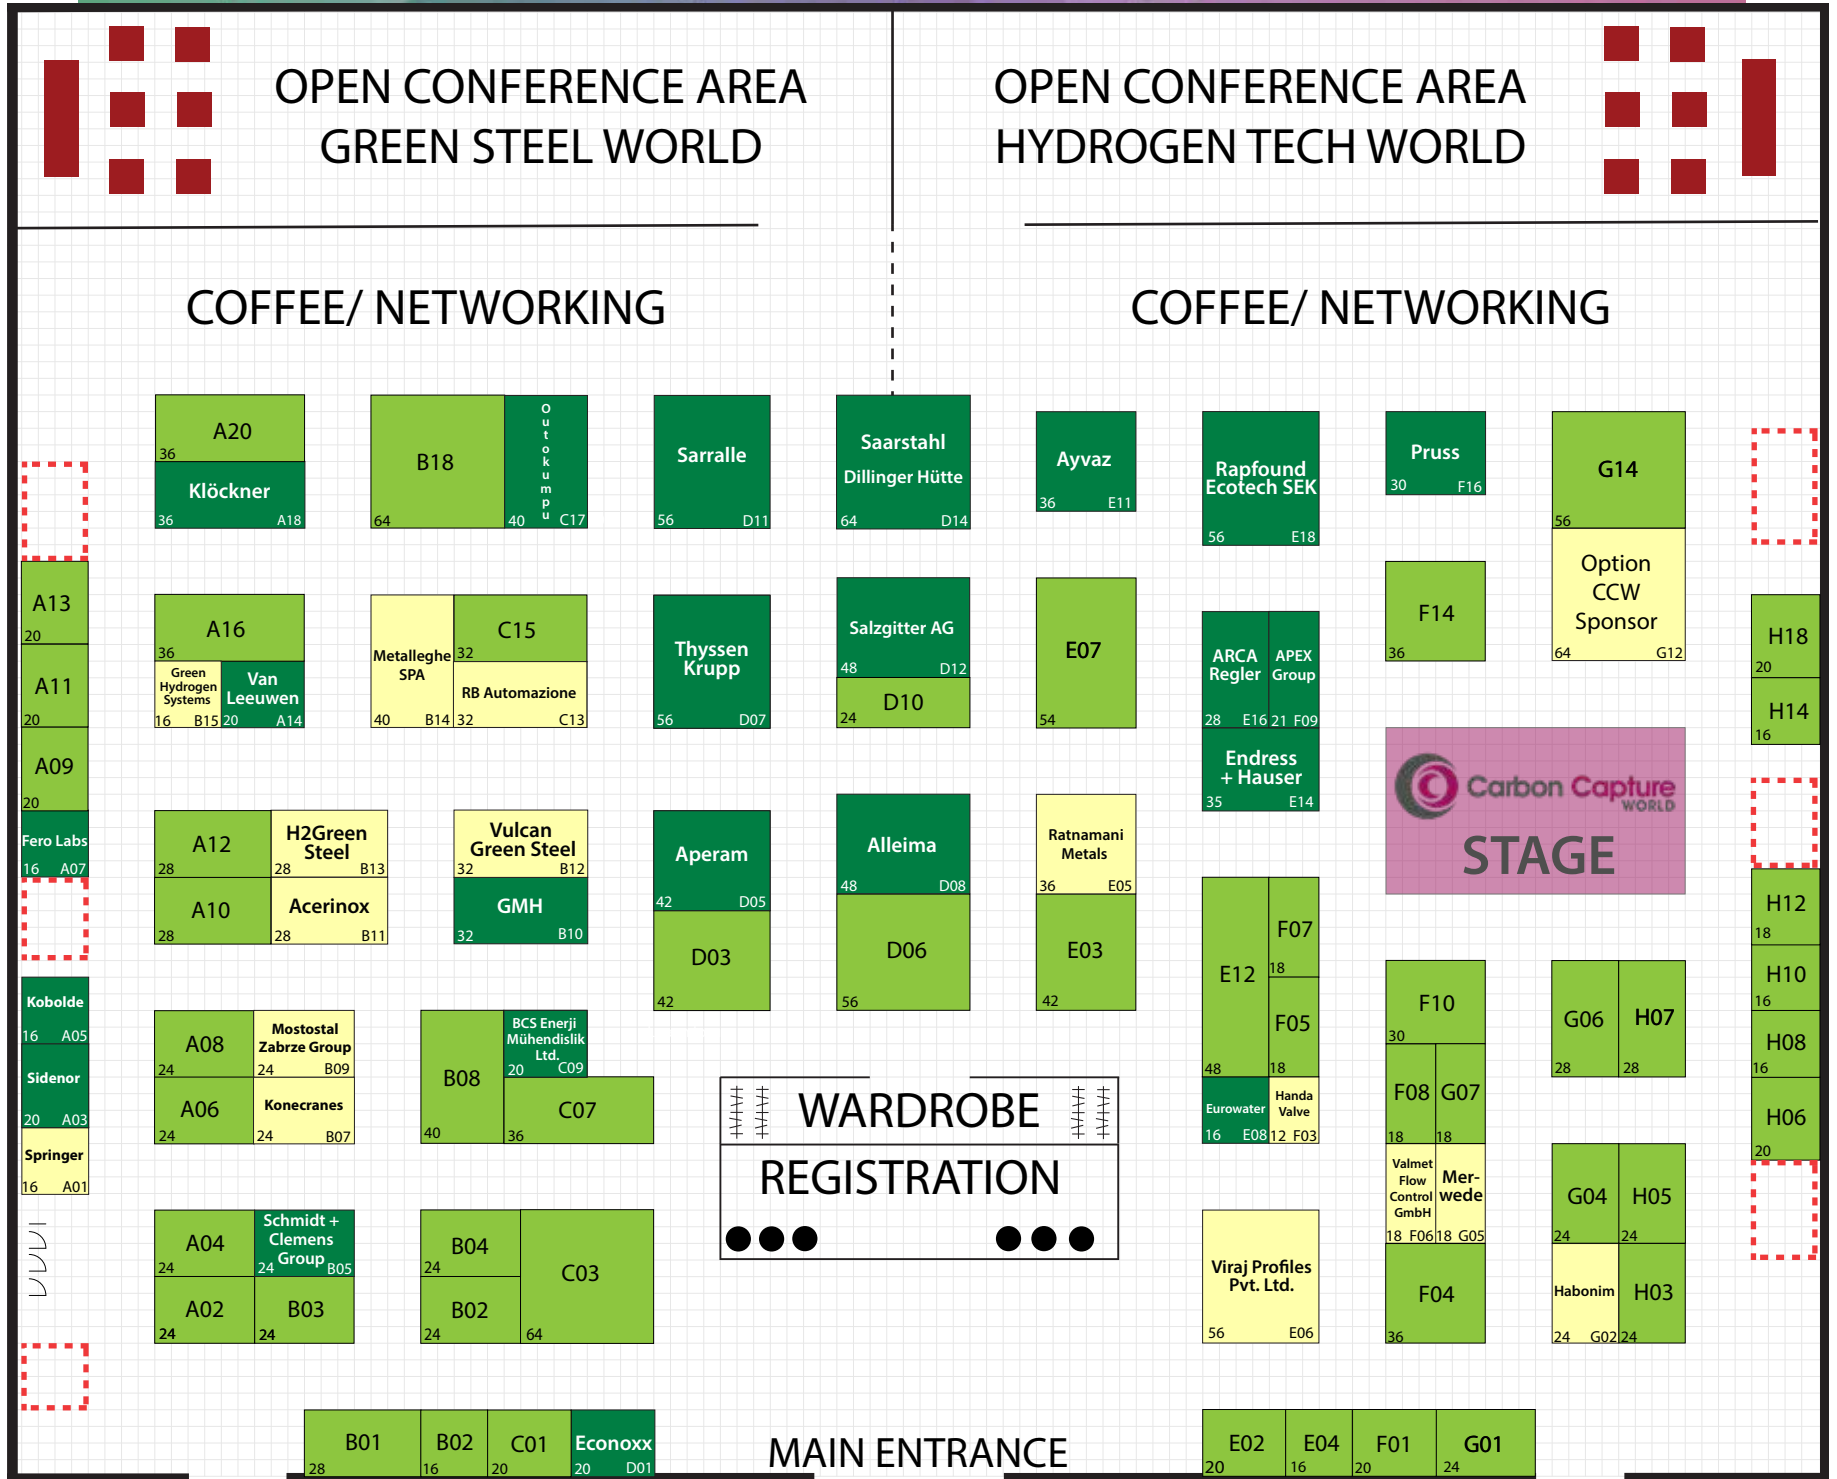 OPEN CONFERENCE AREA
GREEN STEEL WORLD
OPEN CONFERENCE AREA
HYDROGEN TECH WORLD
COFFEE/ NETWORKING
COFFEE/ NETWORKING
A20
36
Klöckner
36 A18
B18
64
Outokumpu
40 C17
Sarralle
56 D11
Saarstahl
Dillinger Hütte
64 D14
Ayvaz
36 E11
Rapfound
Ecotech SEK
56 E18
Pruss
30 F16
G14
56
Option
CCW
Sponsor
64 G12
A13
20
A11
20
A09
20
Fero Labs
16 A07
A16
36
Green
Hydrogen
Systems
16 B15
Van
Leeuwen
20 A14
Metalleghe
SPA
40 B14
C15
32
RB Automazione
32 C13
Thyssen
Krupp
56 D07
Salzgitter AG
48 D12
D10
24
E07
54
ARCA
Regler
28 E16
APEX
Group
21 F09
Endress
+ Hauser
35 E14
F14
36
H18
20
H14
16
Carbon Capture
WORLD
STAGE
A12
28
H2Green
Steel
28 B13
A10
28
Acerinox
28 B11
Vulcan
Green Steel
32 B12
GMH
32 B10
Aperam
42 D05
D03
42
Alleima
48 D08
D06
56
Ratnamani
Metals
36 E05
E03
42
E12
48
F07
18
F05
18
Eurowater
16 E08
Handa
Valve
12 F03
F10
30
F08
18
G07
18
Valmet
Flow
Control
GmbH
18 F06
Mer-
wede
18 G05
F04
36
G06
28
H07
28
H12
18
H10
16
H08
16
H06
20
Kobolde
16 A05
Sidenor
20 A03
Springer
16 A01
A08
24
Mostostal
Zabrze Group
24 B09
A06
24
Konecranes
24 B07
B08
40
BCS Enerji
Mühendislik
Ltd.
20 C09
C07
36
WARDROBE
REGISTRATION
A04
24
Schmidt +
Clemens
Group
24 B05
A02
24
B03
24
B04
24
B02
24
C03
64
Viraj Profiles
Pvt. Ltd.
56 E06
G04
24
H05
24
Habonim
24 G02
H03
24
B01
28
B02
16
C01
20
Econoxx
20 D01
MAIN ENTRANCE
E02
20
E04
16
F01
20
G01
24